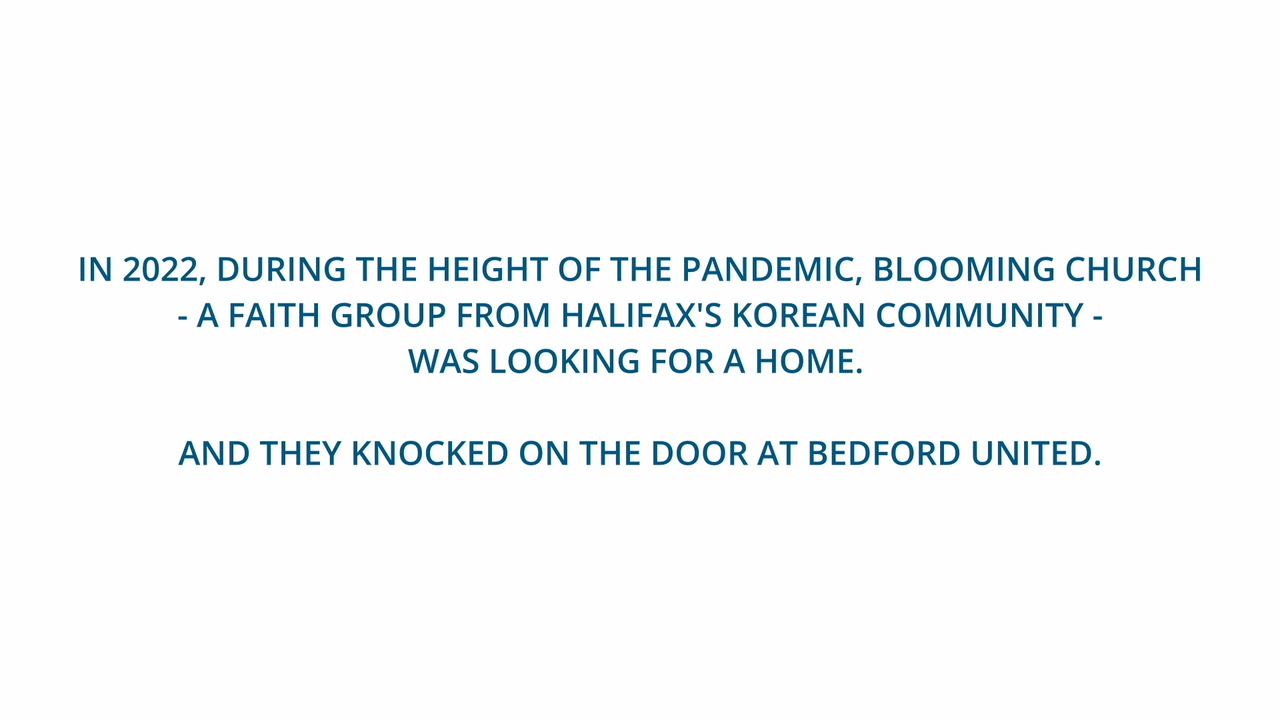 IN 2022, DURING THE HEIGHT OF THE PANDEMIC, BLOOMING CHURCH
- A FAITH GROUP FROM HALIFAX'S KOREAN COMMUNITY -
WAS LOOKING FOR A HOME.
AND THEY KNOCKED ON THE DOOR AT BEDFORD UNITED.